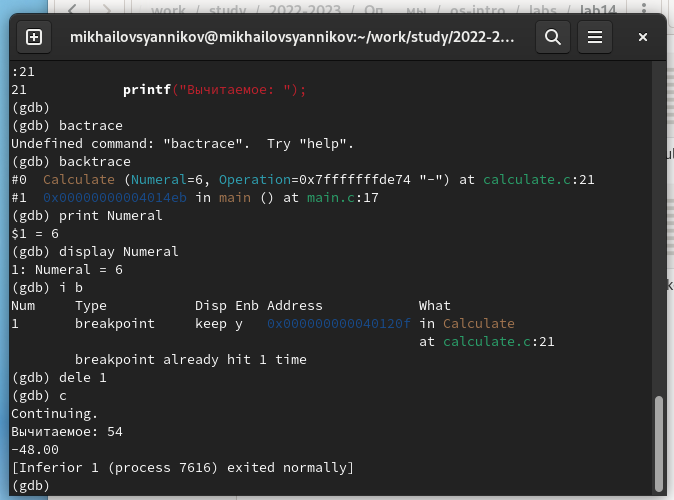 work / study / 2022-2023 / Оп... мы / os-intro / labs / lab14
mikhailovsyannikov@mikhailovsyannikov:~/work/study/2022-2...
:21
21 printf("Вычитаемое: ");
(gdb)
(gdb) bactrace
Undefined command: "bactrace". Try "help".
(gdb) backtrace
#0 Calculate (Numeral=6, Operation=0x7fffffffde74 "-") at calculate.c:21
#1 0x00000000004014eb in main () at main.c:17
(gdb) print Numeral
$1 = 6
(gdb) display Numeral
1: Numeral = 6
(gdb) i b
Num Type Disp Enb Address What
1 breakpoint keep y 0x000000000040120f in Calculate
at calculate.c:21
breakpoint already hit 1 time
(gdb) dele 1
(gdb) c
Continuing.
Вычитаемое: 54
-48.00
[Inferior 1 (process 7616) exited normally]
(gdb)